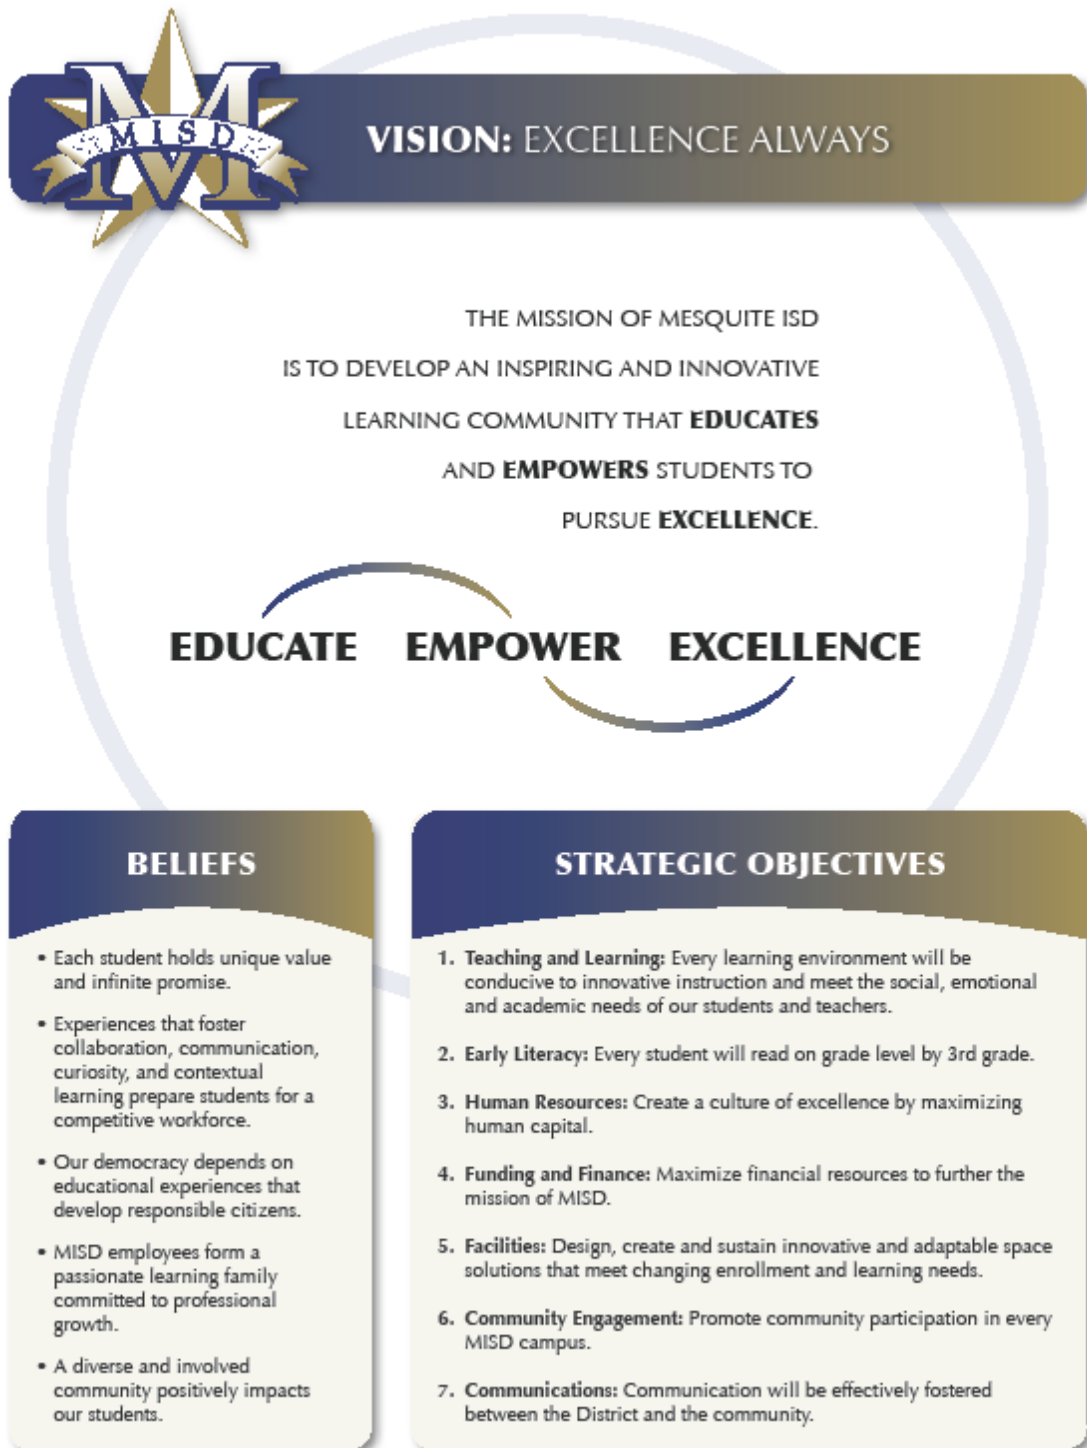 MISD
M
VISION: EXCELLENCE ALWAYS
THE MISSION OF MESQUITE ISD
IS TO DEVELOP AN INSPIRING AND INNOVATIVE
LEARNING COMMUNITY THAT EDUCATES
AND EMPOWERS STUDENTS TO
PURSUE EXCELLENCE.
EDUCATE EMPOWER EXCELLENCE
BELIEFS
• Each student holds unique value
and infinite promise.
• Experiences that foster
collaboration, communication,
curiosity, and contextual
learning prepare students for a
competitive workforce.
• Our democracy depends on
educational experiences that
develop responsible citizens.
• MISD employees form a
passionate learning family
committed to professional
growth.
• A diverse and involved
community positively impacts
our students.
STRATEGIC OBJECTIVES
1. Teaching and Learning: Every learning environment will be
conducive to innovative instruction and meet the social, emotional
and academic needs of our students and teachers.
2. Early Literacy: Every student will read on grade level by 3rd grade.
3. Human Resources: Create a culture of excellence by maximizing
human capital.
4. Funding and Finance: Maximize financial resources to further the
mission of MISD.
5. Facilities: Design, create and sustain innovative and adaptable space
solutions that meet changing enrollment and learning needs.
6. Community Engagement: Promote community participation in every
MISD campus.
7. Communications: Communication will be effectively fostered
between the District and the community.